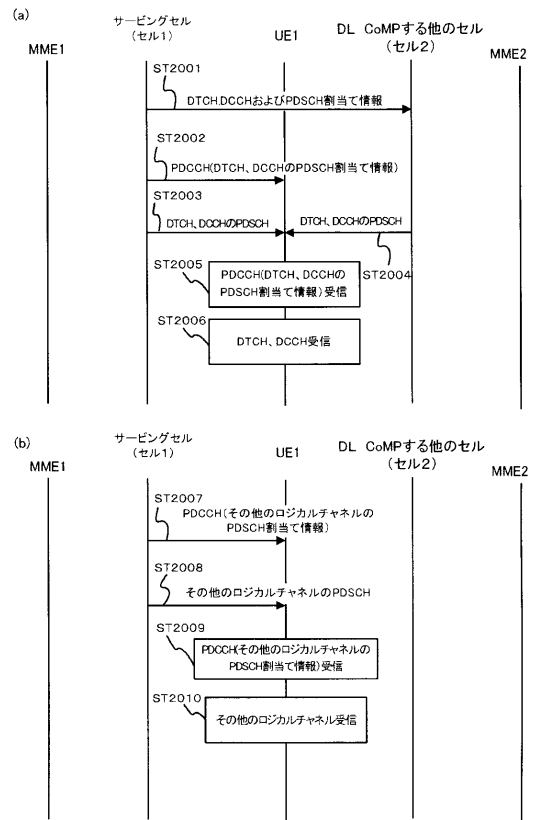 (a)
サービングセル
(セル1)
DL CoMPする他のセル
(セル2)
MME1
UE1
MME2
ST2001
DTCH、DCCHおよびPDSCH割当て情報
ST2002
PDCCH(DTCH、DCCHのPDSCH割当て情報)
ST2003
DTCH、DCCHのPDSCH
DTCH、DCCHのPDSCH
ST2004
ST2005
PDCCH(DTCH、DCCHの
PDSCH割当て情報)受信
ST2006
DTCH、DCCH受信
(b)
サービングセル
(セル1)
DL CoMPする他のセル
(セル2)
MME1
UE1
MME2
ST2007
PDCCH(その他のロジカルチャネルの
PDSCH割当て情報)
ST2008
その他のロジカルチャネルのPDSCH
ST2009
PDCCH(その他のロジカルチャネルの
PDSCH割当て情報)受信
ST2010
その他のロジカルチャネル受信